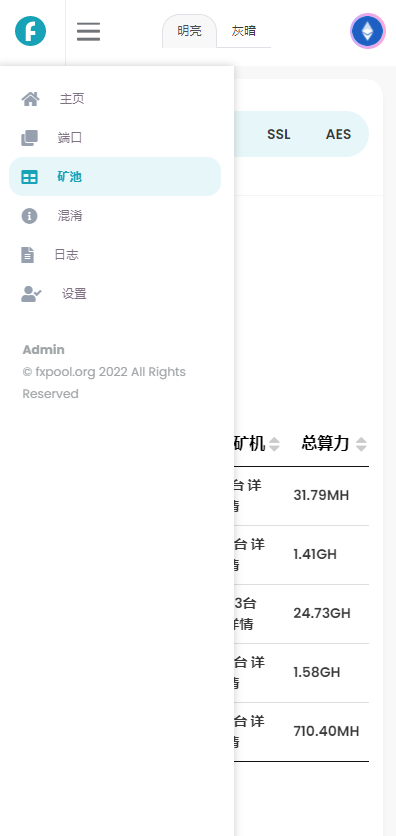 明亮 灰暗
主页
端口
矿池
混淆
日志
设置
Admin
© fxpool.org 2022 All Rights
Reserved
SSL AES
矿机 总算力
台 详 31.79MH
情
台 详 1.41GH
情
3台 24.73GH
详情
台 详 1.58GH
情
台 详 710.40MH
情